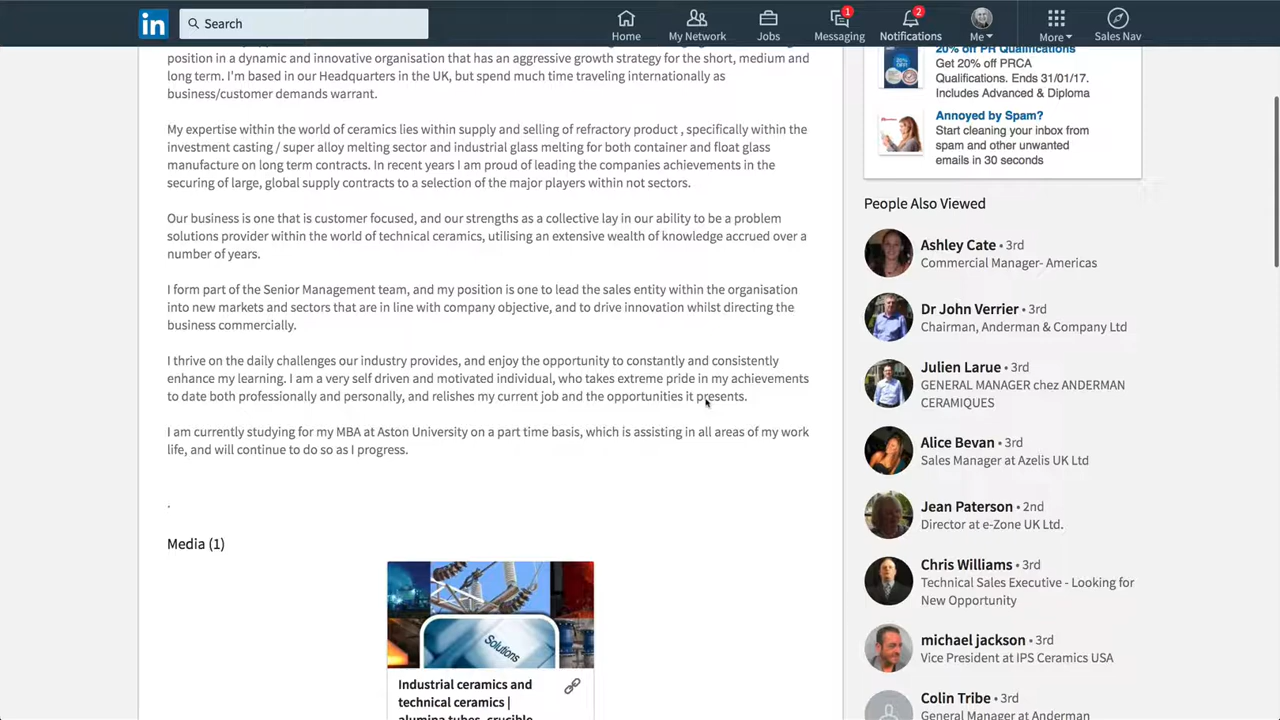 in
Search
Home
My Network
Jobs
1
Messaging
2
Notifications
Me
More
Sales Nav
position in a dynamic and innovative organisation that has an aggressive growth strategy for the short, medium and
long term. I'm based in our Headquarters in the UK, but spend much time traveling internationally as
business/customer demands warrant.
My expertise within the world of ceramics lies within supply and selling of refractory product , specifically within the
investment casting / super alloy melting sector and industrial glass melting for both container and float glass
manufacture on long term contracts. In recent years I am proud of leading the companies achievements in the
securing of large, global supply contracts to a selection of the major players within not sectors.
Our business is one that is customer focused, and our strengths as a collective lay in our ability to be a problem
solutions provider within the world of technical ceramics, utilising an extensive wealth of knowledge accrued over a
number of years.
I form part of the Senior Management team, and my position is one to lead the sales entity within the organisation
into new markets and sectors that are in line with company objective, and to drive innovation whilst directing the
business commercially.
I thrive on the daily challenges our industry provides, and enjoy the opportunity to constantly and consistently
enhance my learning. I am a very self driven and motivated individual, who takes extreme pride in my achievements
to date both professionally and personally, and relishes my current job and the opportunities it presents.
I am currently studying for my MBA at Aston University on a part time basis, which is assisting in all areas of my work
life, and will continue to do so as I progress.
.
Media (1)
Solutions
Industrial ceramics and
technical ceramics |
alumina tubes, crucible
20% off PR Qualifications
Get 20% off PRCA
Qualifications. Ends 31/01/17.
Includes Advanced & Diploma
Annoyed by Spam?
Start cleaning your inbox from
spam and other unwanted
emails in 30 seconds
People Also Viewed
Ashley Cate • 3rd
Commercial Manager- Americas
Dr John Verrier • 3rd
Chairman, Anderman & Company Ltd
Julien Larue • 3rd
GENERAL MANAGER chez ANDERMAN
CERAMIQUES
Alice Bevan • 3rd
Sales Manager at Azelis UK Ltd
Jean Paterson • 2nd
Director at e-Zone UK Ltd.
Chris Williams • 3rd
Technical Sales Executive - Looking for
New Opportunity
michael jackson • 3rd
Vice President at IPS Ceramics USA
Colin Tribe • 3rd
General Manager at Anderman